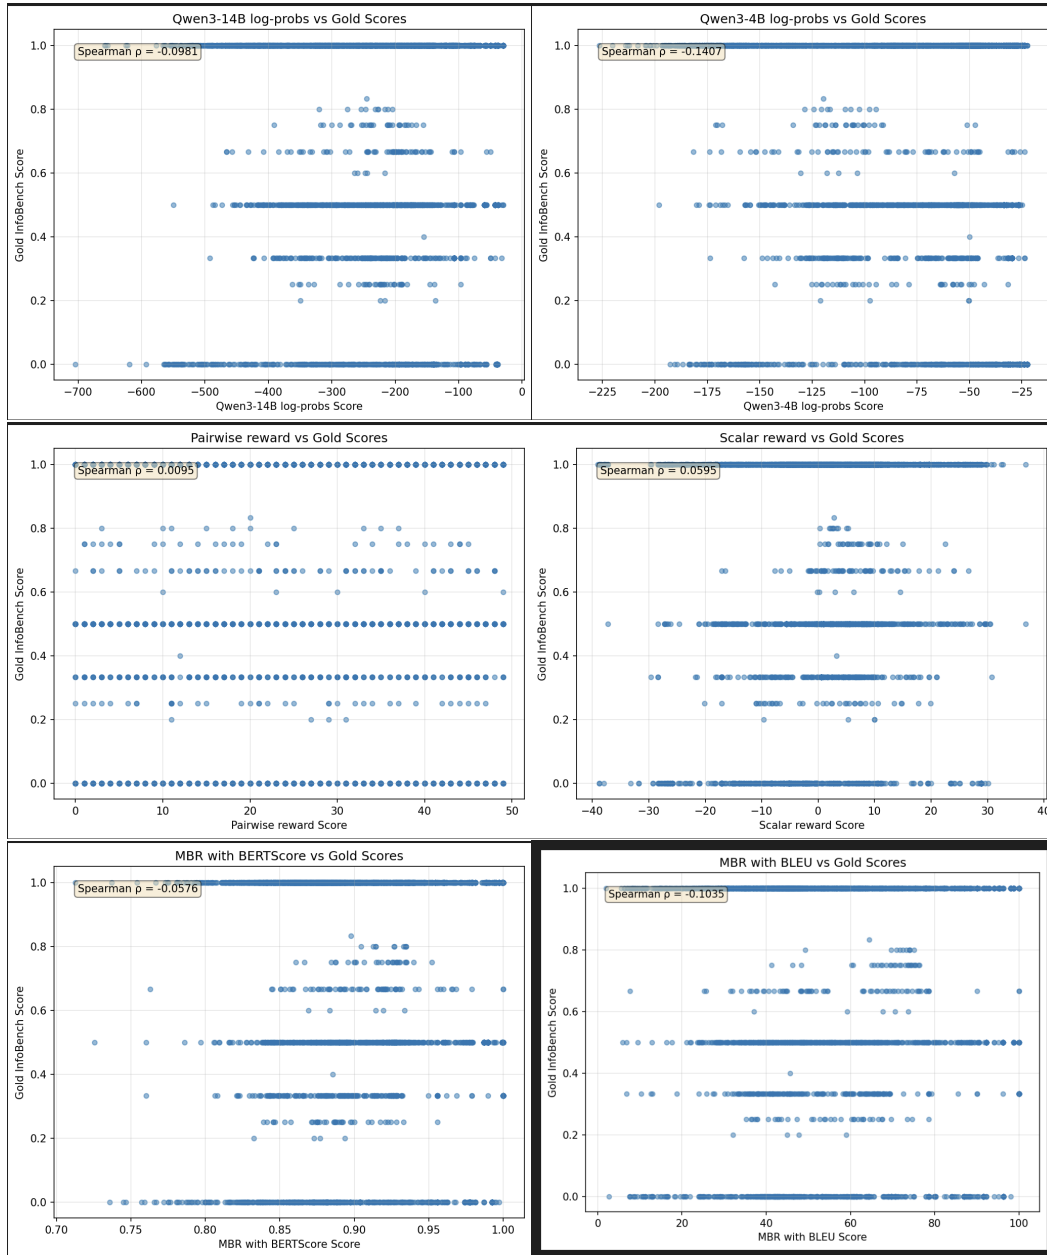 Qwen3-14B log-probs vs Gold Scores
Spearman ρ = -0.0981
Gold InfoBench Score
1.0
0.8
0.6
0.4
0.2
0.0
−700 −600 −500 −400 −300 −200 −100 0
Qwen3-14B log-probs Score
Qwen3-4B log-probs vs Gold Scores
Spearman ρ = -0.1407
Gold InfoBench Score
1.0
0.8
0.6
0.4
0.2
0.0
−225 −200 −175 −150 −125 −100 −75 −50 −25
Qwen3-4B log-probs Score
Pairwise reward vs Gold Scores
Spearman ρ = 0.0095
Gold InfoBench Score
1.0
0.8
0.6
0.4
0.2
0.0
0 10 20 30 40 50
Pairwise reward Score
Scalar reward vs Gold Scores
Spearman ρ = 0.0595
Gold InfoBench Score
1.0
0.8
0.6
0.4
0.2
0.0
−40 −30 −20 −10 0 10 20 30 40
Scalar reward Score
MBR with BERTScore vs Gold Scores
Spearman ρ = -0.0576
Gold InfoBench Score
1.0
0.8
0.6
0.4
0.2
0.0
0.70 0.75 0.80 0.85 0.90 0.95 1.00
MBR with BERTScore Score
MBR with BLEU vs Gold Scores
Spearman ρ = -0.1035
Gold InfoBench Score
1.0
0.8
0.6
0.4
0.2
0.0
0 20 40 60 80 100
MBR with BLEU Score